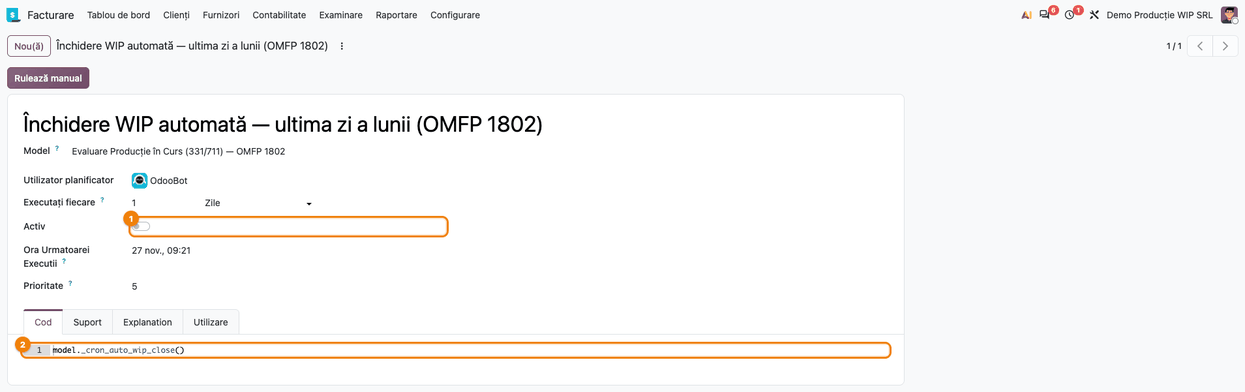 Facturare Tablou de bord Clienți Furnizori Contabilitate Examinare Raportare Configurare AI 6 1 Demo Producție WIP SRL
Nou(ă) Închidere WIP automată — ultima zi a lunii (OMFP 1802) 1 / 1
Rulează manual
Închidere WIP automată — ultima zi a lunii (OMFP 1802)
Model ? Evaluare Producție în Curs (331/711) — OMFP 1802
Utilizator planificator OdooBot
Executați fiecare ? 1 Zile
1
Activ
Ora Urmatoarei 27 nov., 09:21
Executii ?
Prioritate ? 5
Cod Suport Explanation Utilizare
2
1 model._cron_auto_wip_close()